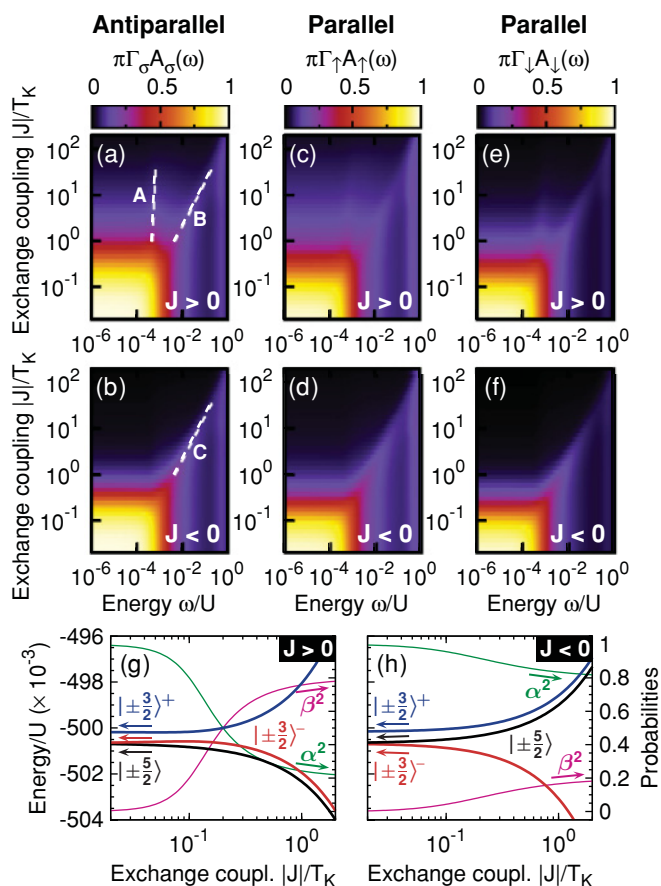 Antiparallel Parallel Parallel
πΓσAσ(ω) πΓ↑A↑(ω) πΓ↓A↓(ω)
0 0.5 1 0 0.5 1 0 0.5 1
Exchange coupling |J|/TK
10² 10¹ 10⁰ 10⁻¹
(a) A B J > 0
10⁻⁶ 10⁻⁴ 10⁻² 10⁰
10² 10¹ 10⁰ 10⁻¹
(c) J > 0
10⁻⁶ 10⁻⁴ 10⁻² 10⁰
10² 10¹ 10⁰ 10⁻¹
(e) J > 0
10⁻⁶ 10⁻⁴ 10⁻² 10⁰
Exchange coupling |J|/TK
10² 10¹ 10⁰ 10⁻¹
(b) C J < 0
10⁻⁶ 10⁻⁴ 10⁻² 10⁰
Energy ω/U
10² 10¹ 10⁰ 10⁻¹
(d) J < 0
10⁻⁶ 10⁻⁴ 10⁻² 10⁰
Energy ω/U
10² 10¹ 10⁰ 10⁻¹
(f) J < 0
10⁻⁶ 10⁻⁴ 10⁻² 10⁰
Energy ω/U
Energy/U (× 10⁻³)
-496 -498 -500 -502 -504
(g) J > 0
|±3/2⟩⁺
β²
|±3/2⟩⁻
α²
|±5/2⟩
10⁻¹ 10⁰
Exchange coupl. |J|/TK
(h) J < 0
α²
|±3/2⟩⁺
|±5/2⟩
|±3/2⟩⁻
β²
10⁻¹ 10⁰
Exchange coupl. |J|/TK
1 0.8 0.6 0.4 0.2 0
Probabilities